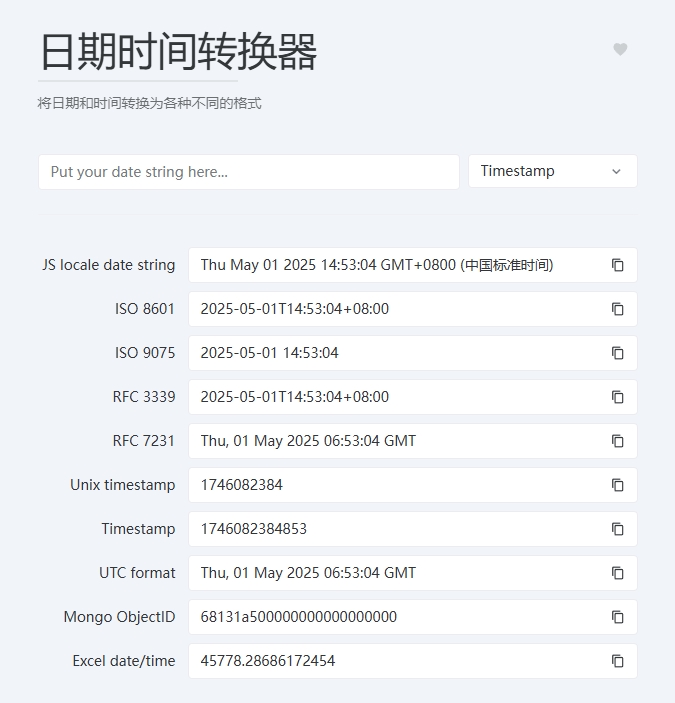 日期时间转换器
将日期和时间转换为各种不同的格式
Put your date string here...
Timestamp
JS locale date string
Thu May 01 2025 14:53:04 GMT+0800 (中国标准时间)
ISO 8601
2025-05-01T14:53:04+08:00
ISO 9075
2025-05-01 14:53:04
RFC 3339
2025-05-01T14:53:04+08:00
RFC 7231
Thu, 01 May 2025 06:53:04 GMT
Unix timestamp
1746082384
Timestamp
1746082384853
UTC format
Thu, 01 May 2025 06:53:04 GMT
Mongo ObjectID
68131a500000000000000000
Excel date/time
45778.28686172454